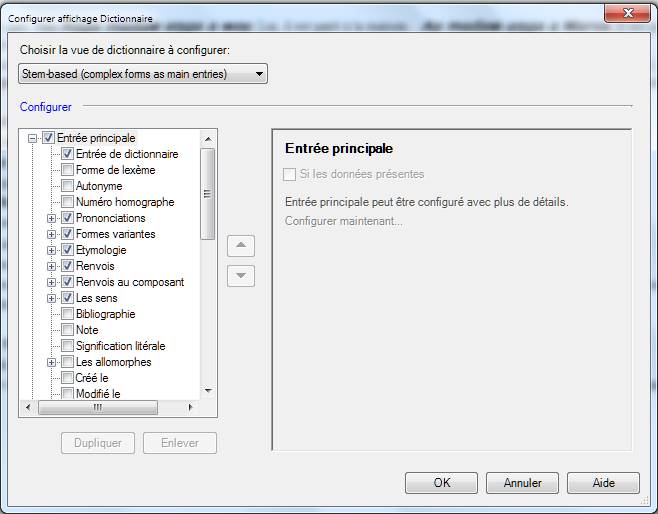 Configurer affichage Dictionnaire
Choisir la vue de dictionnaire à configurer:
Stem-based (complex forms as main entries)
Configurer
Entrée principale
Entrée de dictionnaire
Forme de lexème
Autonyme
Numéro homographe
Prononciations
Formes variantes
Etymologie
Renvois
Renvois au composant
Les sens
Bibliographie
Note
Signification litérale
Les allomorphes
Créé le
Modifié le
Dupliquer
Enlever
Entrée principale
Si les données présentes
Entrée principale peut être configuré avec plus de détails.
Configurer maintenant...
OK
Annuler
Aide